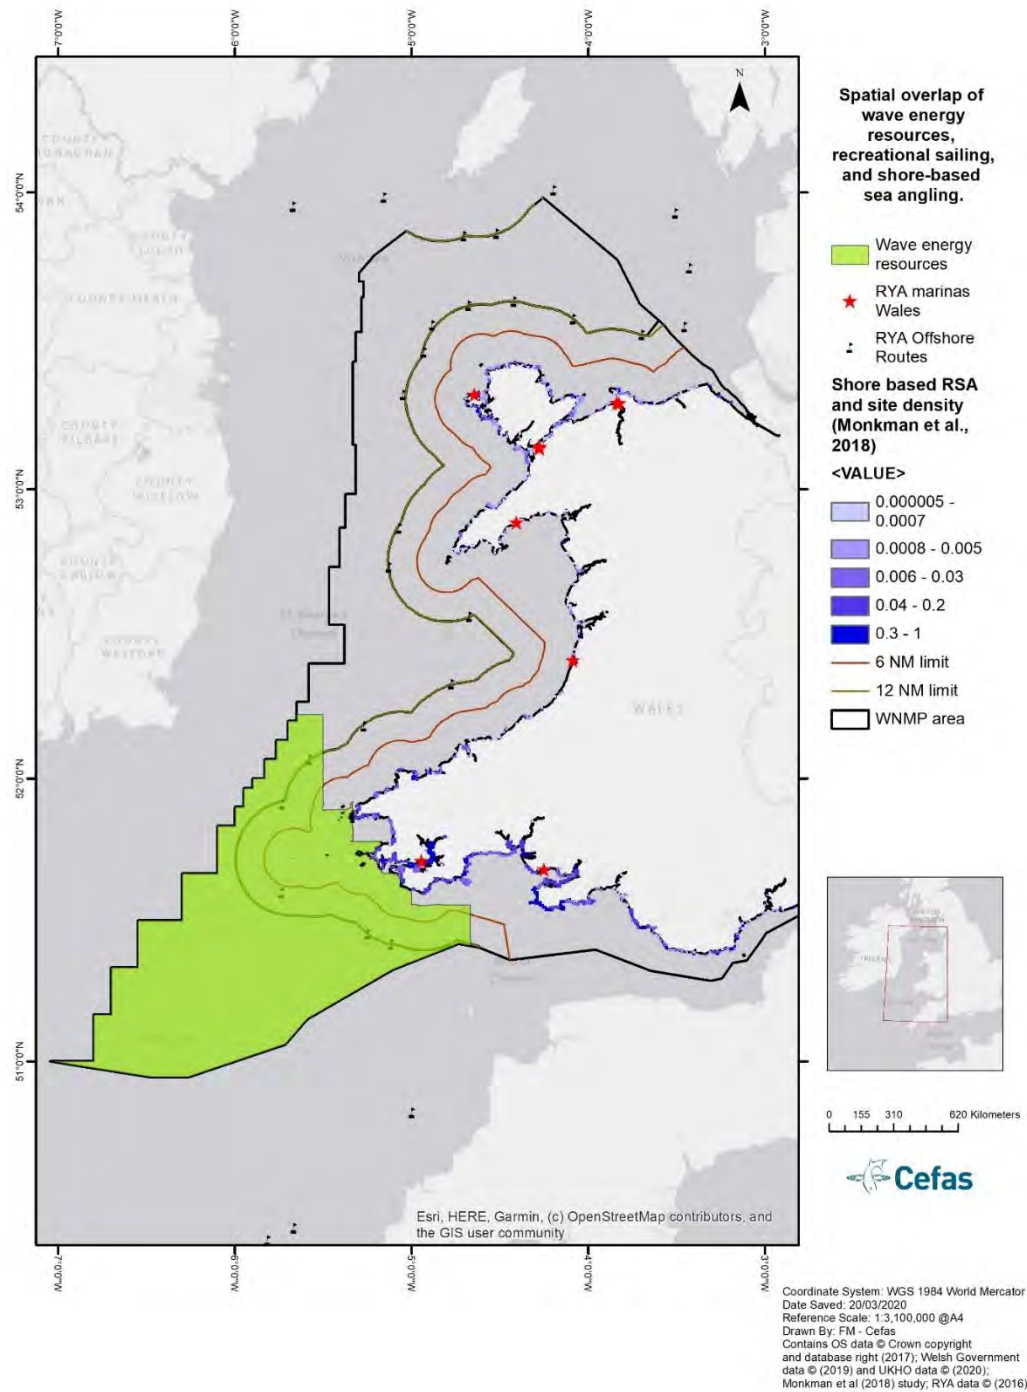 7°0'0"W
6°0'0"W
5°0'0"W
4°0'0"W
3°0'0"W
N
54°0'0"N
53°0'0"N
52°0'0"N
51°0'0"N
WALES
Esri, HERE, Garmin, (c) OpenStreetMap contributors, and
the GIS user community
7°0'0"W
6°0'0"W
5°0'0"W
4°0'0"W
3°0'0"W
Spatial overlap of
wave energy
resources,
recreational sailing,
and shore-based
sea angling.
Wave energy
resources
RYA marinas
Wales
RYA Offshore
Routes
Shore based RSA
and site density
(Monkman et al.,
2018)
<VALUE>
0.000005 -
0.0007
0.0008 - 0.005
0.006 - 0.03
0.04 - 0.2
0.3 - 1
6 NM limit
12 NM limit
WNMP area
0 155 310 620 Kilometers
Cefas
Coordinate System: WGS 1984 World Mercator
Date Saved: 20/03/2020
Reference Scale: 1:3,100,000 @A4
Drawn By: FM - Cefas
Contains OS data © Crown copyright
and database right (2017); Welsh Government
data © (2019) and UKHO data © (2020);
Monkman et al (2018) study; RYA data © (2016)